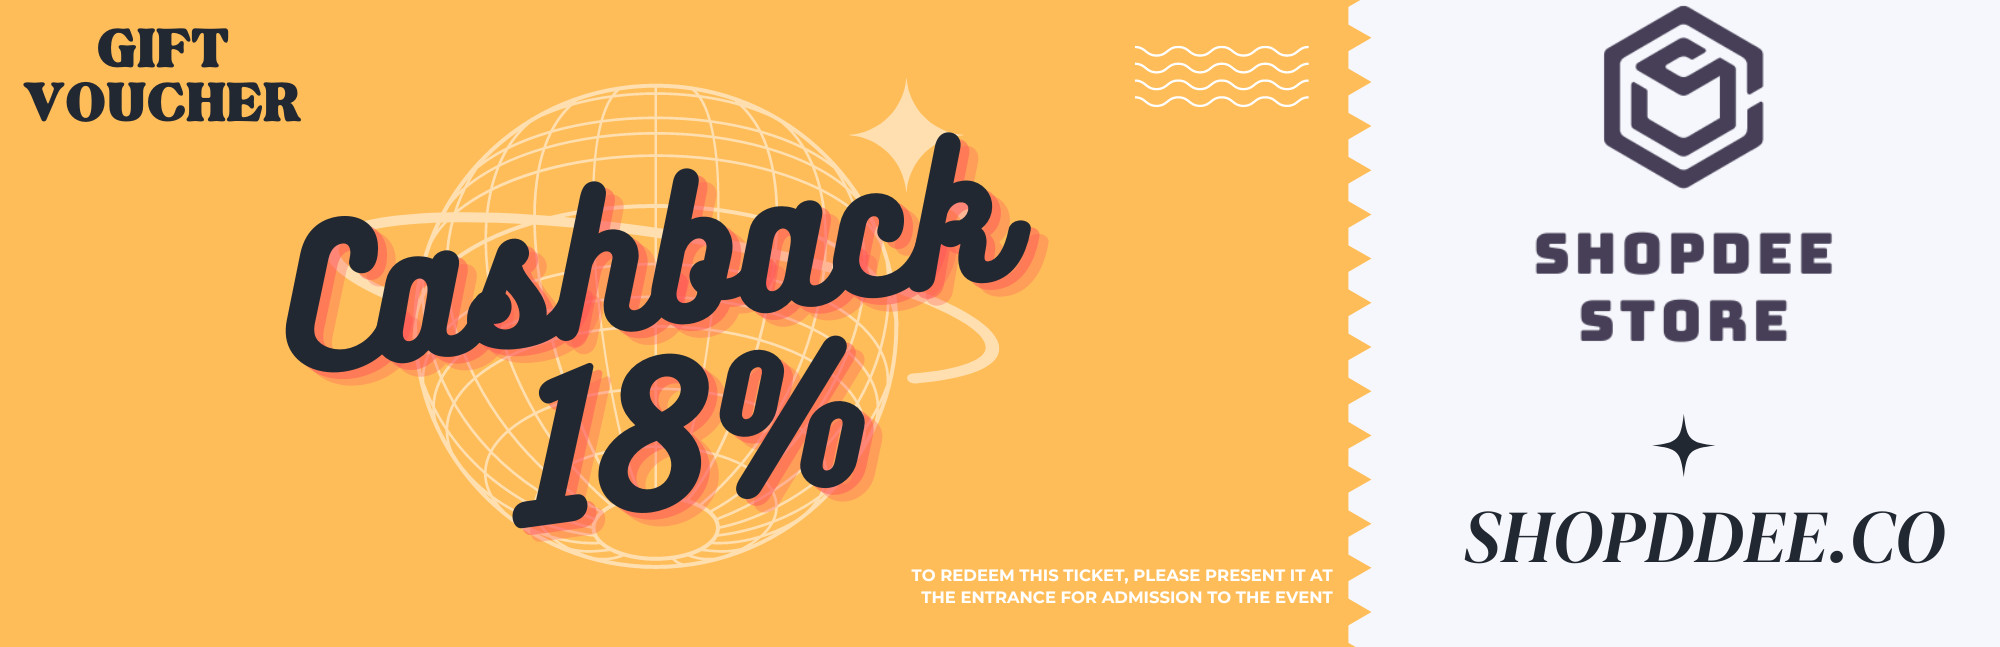 GIFT
VOUCHER
Cashback
18%
TO REDEEM THIS TICKET, PLEASE PRESENT IT AT
THE ENTRANCE FOR ADMISSION TO THE EVENT
SHOPDEE
STORE
SHOPDDEE.CO